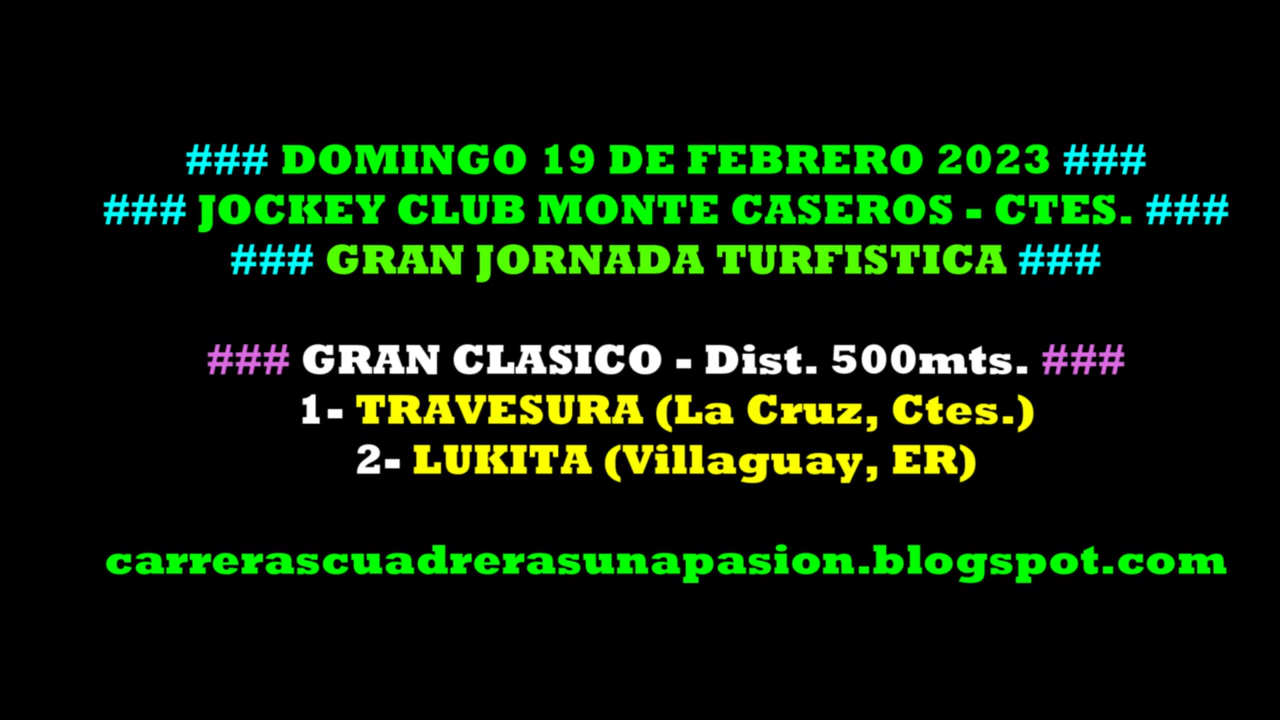 ### DOMINGO 19 DE FEBRERO 2023 ###
### JOCKEY CLUB MONTE CASEROS - CTES. ###
### GRAN JORNADA TURFISTICA ###
### GRAN CLASICO - Dist. 500mts. ###
1- TRAVESURA (La Cruz, Ctes.)
2- LUKITA (Villaguay, ER)
carrerascuadrerasunapasion.blogspot.com